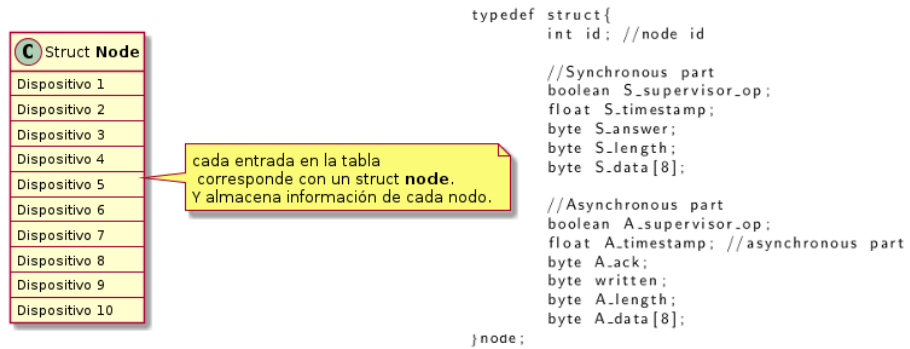 C Struct Node
Dispositivo 1
Dispositivo 2
Dispositivo 3
Dispositivo 4
Dispositivo 5
Dispositivo 6
Dispositivo 7
Dispositivo 8
Dispositivo 9
Dispositivo 10
cada entrada en la tabla
corresponde con un struct node.
Y almacena información de cada nodo.
typedef struct{
int id; //node id
//Synchronous part
boolean S_supervisor_op;
float S_timestamp;
byte S_answer;
byte S_length;
byte S_data[8];
//Asynchronous part
boolean A_supervisor_op;
float A_timestamp; //asynchronous part
byte A_ack;
byte written;
byte A_length;
byte A_data[8];
}node;